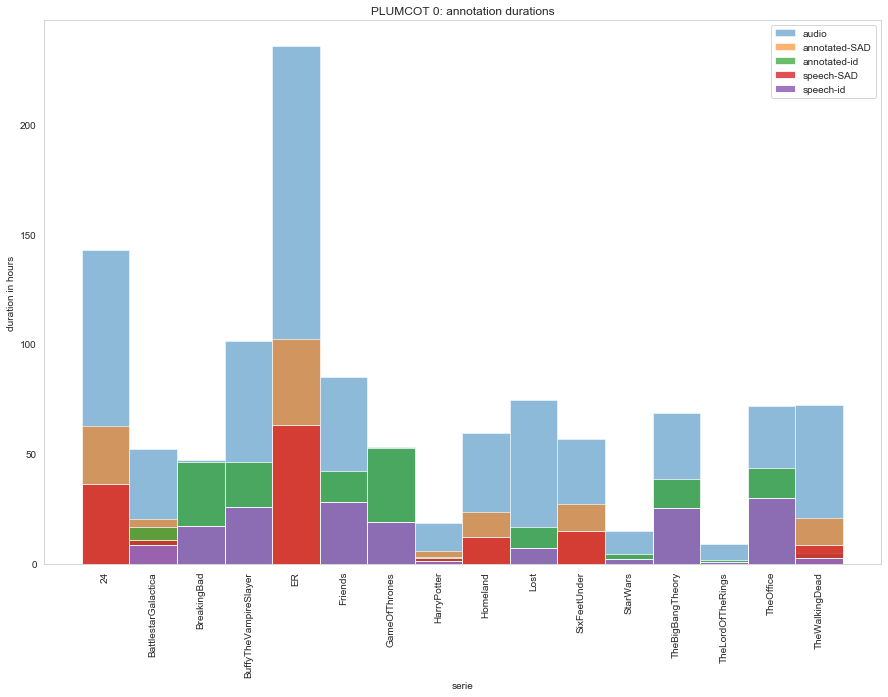 PLUMCOT 0: annotation durations
audio
annotated-SAD
annotated-id
speech-SAD
speech-id
duration in hours
200
150
100
50
0
24
BattlestarGalactica
BreakingBad
BuffyTheVampireSlayer
ER
Friends
GameOfThrones
HarryPotter
Homeland
Lost
SixFeetUnder
StarWars
TheBigBangTheory
TheLordOfTheRings
TheOffice
TheWalkingDead
serie